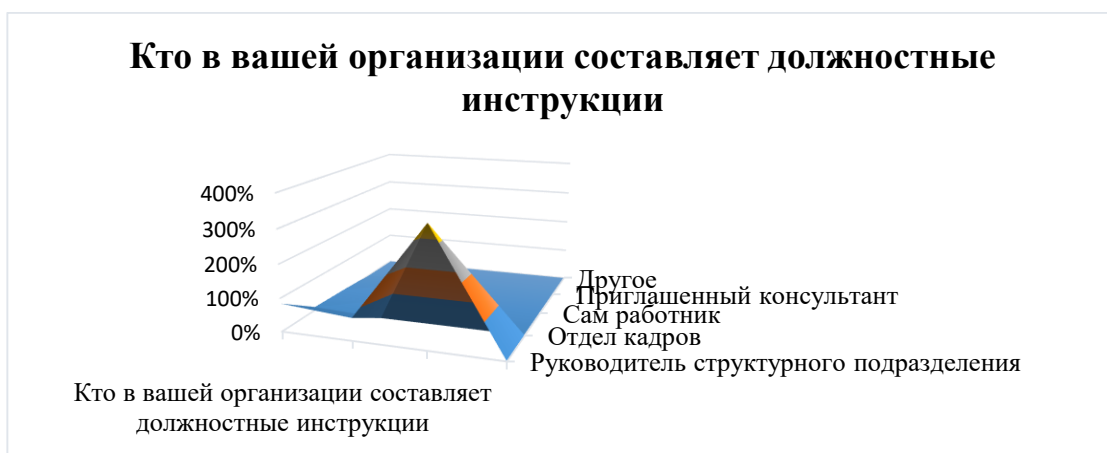 Кто в вашей организации составляет должностные
инструкции
400%
300%
200%
100%
0%
Другое
Приглашенный консультант
Сам работник
Отдел кадров
Руководитель структурного подразделения
Кто в вашей организации составляет
должностные инструкции